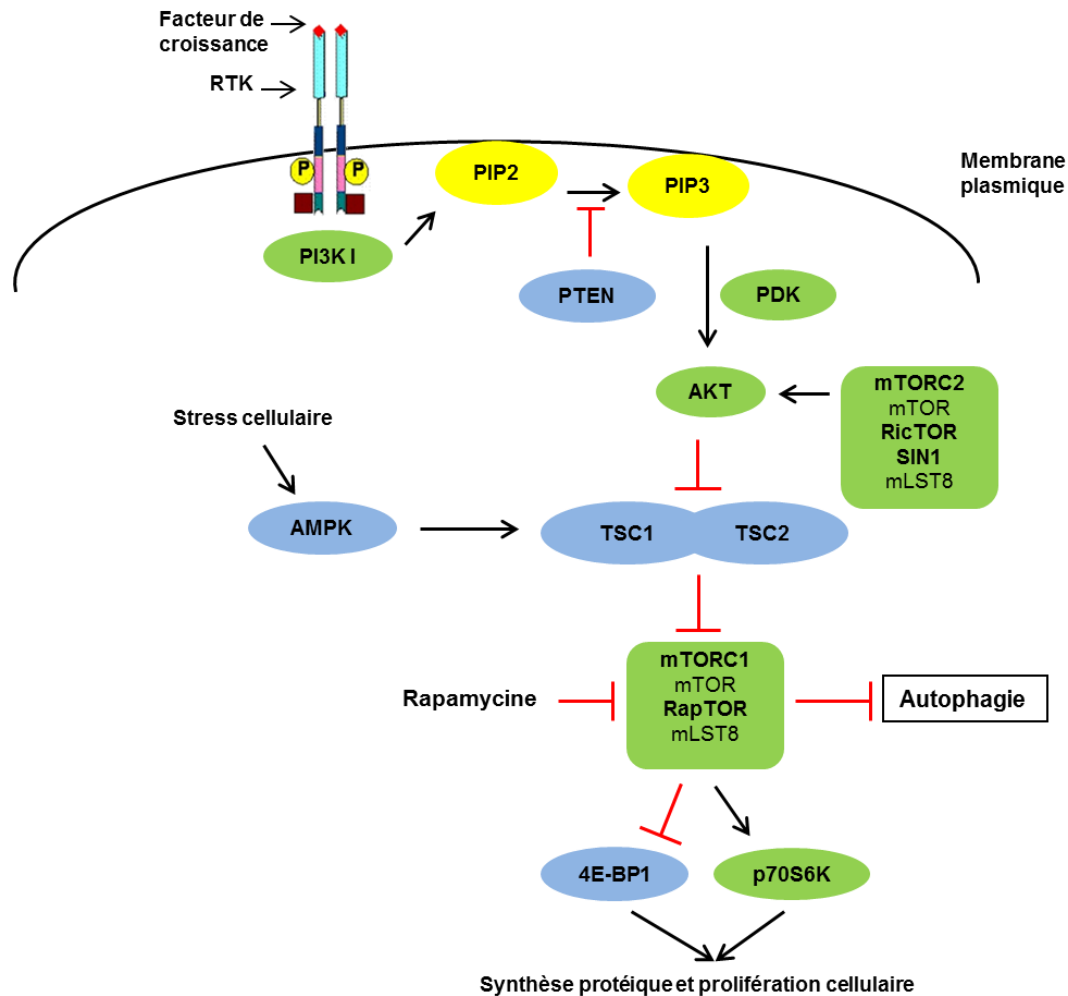 Facteur de
croissance
RTK
P
P
Membrane
plasmique
PIP2
PIP3
PI3K I
PTEN
PDK
AKT
mTORC2
mTOR
RicTOR
SIN1
mLST8
Stress cellulaire
AMPK
TSC1
TSC2
mTORC1
mTOR
RapTOR
mLST8
Rapamycine
Autophagie
4E-BP1
p70S6K
Synthèse protéique et prolifération cellulaire